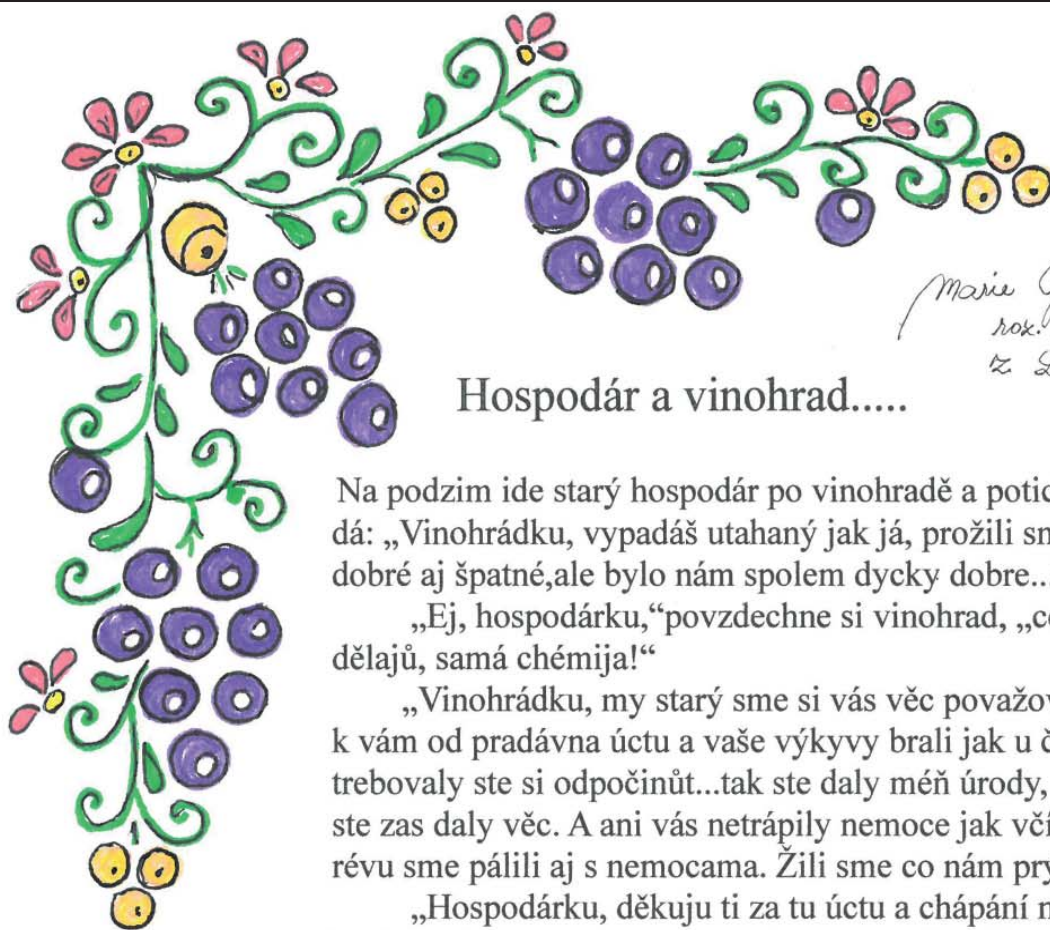 Marie
roz.
z
Hospodár a vinohrad.....
Na podzim ide starý hospodár po vinohradě a potic
dá: „Vinohrádku, vypadáš utahaný jak já, prožili
dobré aj špatné,ale bylo nám spolem dycky dobre..
„Ej, hospodárku,“povzdechne si vinohrad,
dělajů, samá chémija!“
„Vinohrádku, my starý sme si vás věc považov
k vám od pradávna úctu a vaše výkyvy brali jak u
trebovaly ste si odpočinůt...tak ste daly méň úrody,
ste zas daly věc. A ani vás netrápily nemoce jak včí
révu sme pálili aj s nemocama. Žili sme co nám pry
„Hospodárku, děkuju ti za tu úctu a chápání